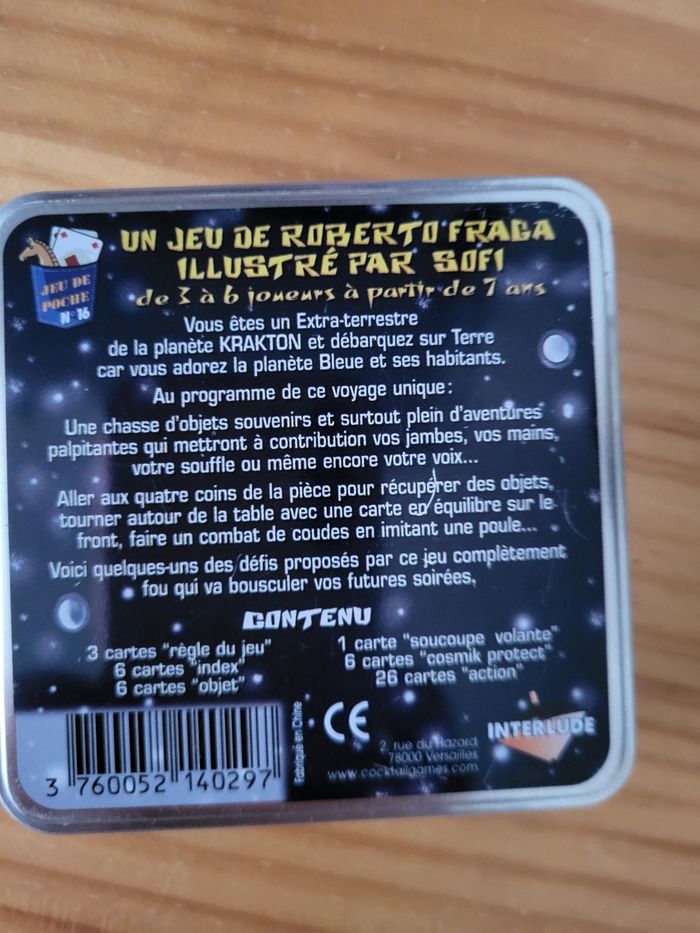 UN JEU DE ROBERTO FRAGA
ILLUSTRÉ PAR SOFI
de 3 à 6 joueurs à partir de 7 ans
JEU DE
POCHE
N°16
Vous êtes un Extra-terrestre
de la planète KRAKTON et débarquez sur Terre
car vous adorez la planète Bleue et ses habitants.
Au programme de ce voyage unique :
Une chasse d'objets souvenirs et surtout plein d'aventures
palpitantes qui mettront à contribution vos jambes, vos mains,
votre souffle ou même encore votre voix...
Aller aux quatre coins de la pièce pour récupérer des objets,
tourner autour de la table avec une carte en équilibre sur le
front, faire un combat de coudes en imitant une poule...
Voici quelques-uns des défis proposés par ce jeu complètement
fou qui va bousculer vos futures soirées.
CONTENU
3 cartes "règle du jeu"
6 cartes "index"
6 cartes "objet"
1 carte "soucoupe volante"
6 cartes "cosmik protect"
26 cartes "action"
3 760052 140297
Fabriqué en Chine
CE
2, rue du Hazard
78000 Versailles
www.cocktailgames.com
INTERLUDE